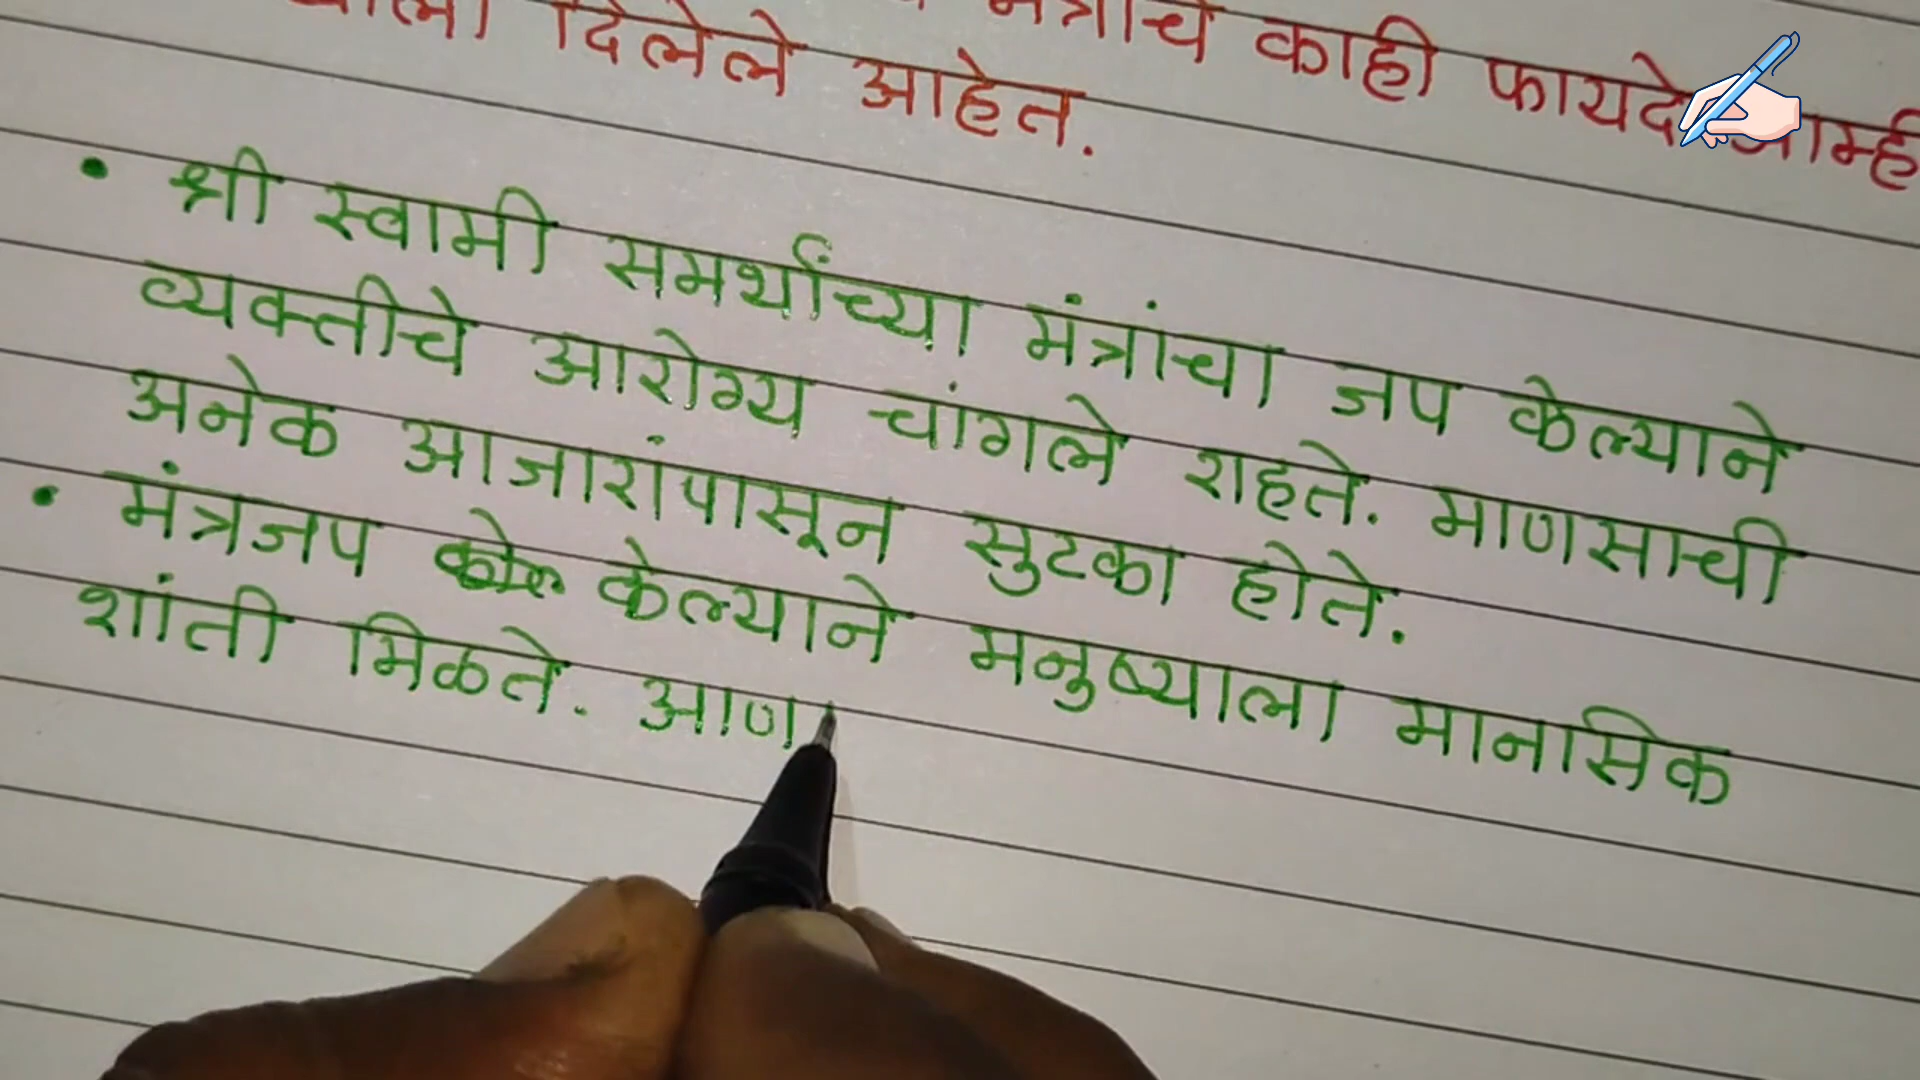 मंत्राचे काही फायदे आम्ही
दिलेले आहेत.
• श्री स्वामी समर्थांच्या मंत्रांचा जप केल्याने
व्यक्तीचे आरोग्य चांगले राहते. माणसाची
अनेक आजारांपासून सुटका होते.
• मंत्रजप केल्याने मनुष्याला मानसिक
शांती मिळते. आण